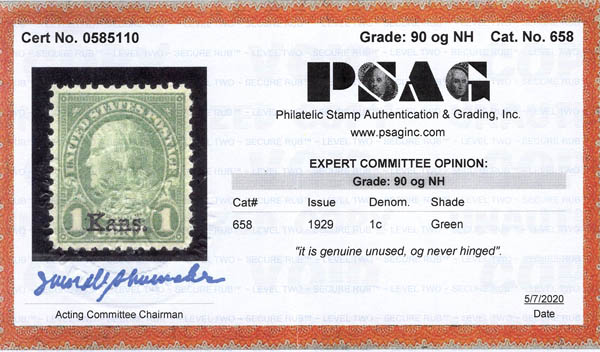 Cert No. 0585110
Grade: 90 og NH Cat. No. 658
PSAG
Philatelic Stamp Authentication & Grading, Inc.
www.psaginc.com
UNITED STATES POSTAGE
1 Kans. 1
EXPERT COMMITTEE OPINION:
Grade: 90 og NH
Cat# Issue Denom. Shade
658 1929 1c Green
"it is genuine unused, og never hinged".
Acting Committee Chairman
5/7/2020
Date